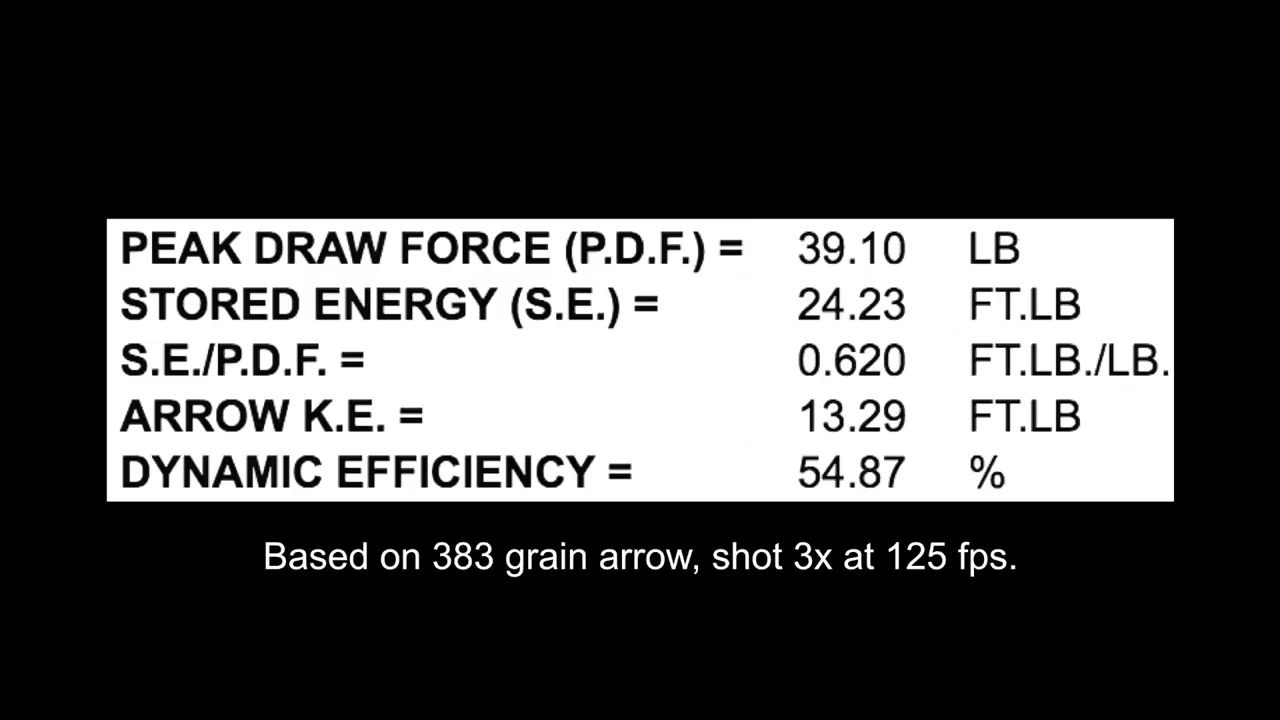 PEAK DRAW FORCE (P.D.F.) = 39.10 LB
STORED ENERGY (S.E.) = 24.23 FT.LB
S.E./P.D.F. = 0.620 FT.LB./LB.
ARROW K.E. = 13.29 FT.LB
DYNAMIC EFFICIENCY = 54.87 %
Based on 383 grain arrow, shot 3x at 125 fps.